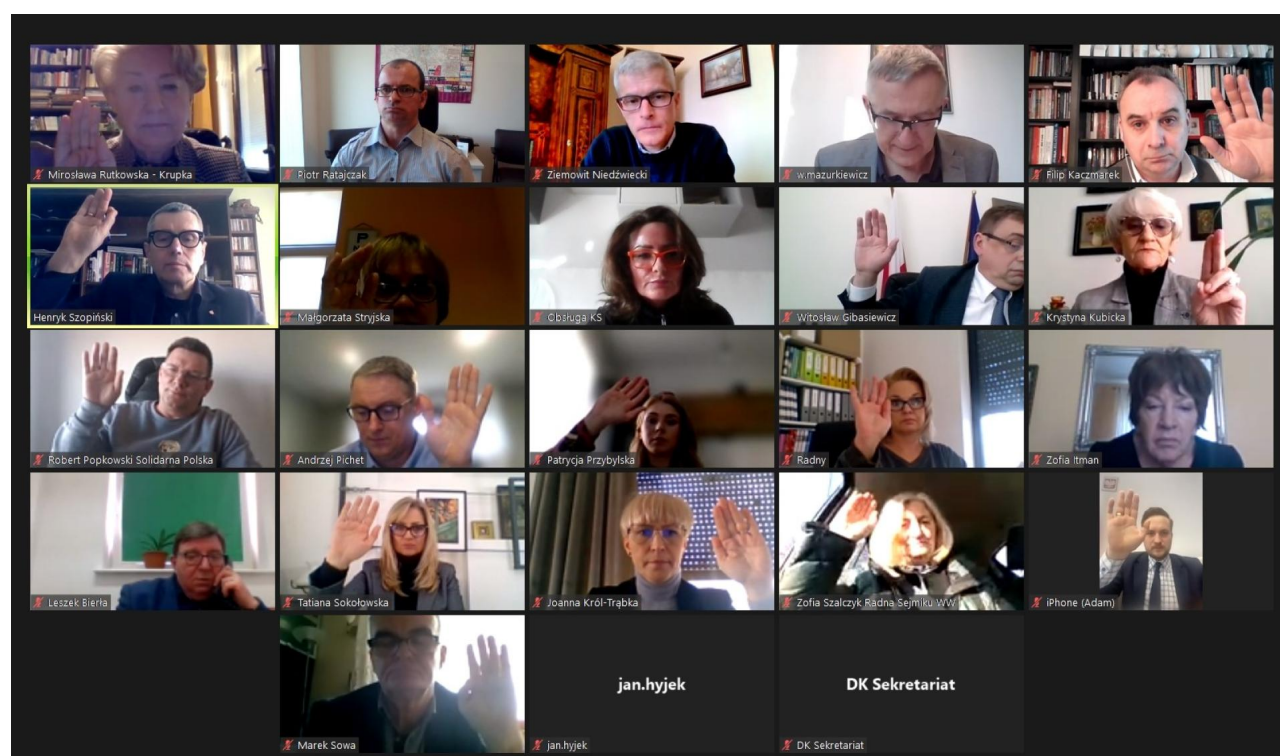 Mirosława Rutkowska - Krupka
Piotr Ratajczak
Ziemowit Niedźwiecki
w.mazurkiewicz
Filip Kaczmarek
Henryk Szopiński
Małgorzata Stryjska
Obsługa KS
Witosław Gibasiewicz
Krystyna Kubicka
Robert Popkowski Solidarna Polska
Andrzej Pichet
Patrycja Przybylska
Radny
Zofia Itman
Leszek Bierła
Tatiana Sokołowska
Joanna Król-Trąbka
Zofia Szalczyk Radna Sejmiku WW
iPhone (Adam)
Marek Sowa
jan.hyjek
jan.hyjek
DK Sekretariat
DK Sekretariat